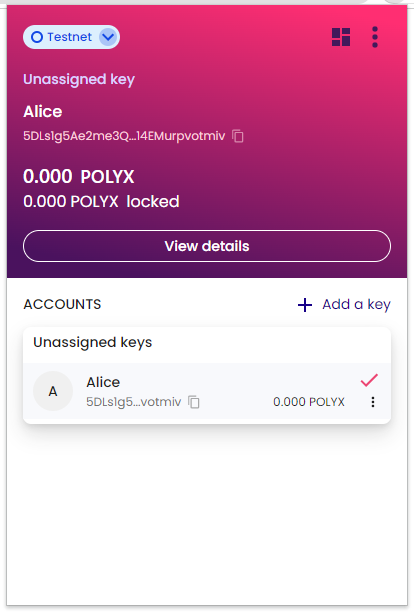 Testnet
Unassigned key
Alice
5DLs1g5Ae2me3Q...14EMurpvotmiv
0.000 POLYX
0.000 POLYX locked
View details
ACCOUNTS
Add a key
Unassigned keys
A
Alice
5DLs1g5...votmiv
0.000 POLYX